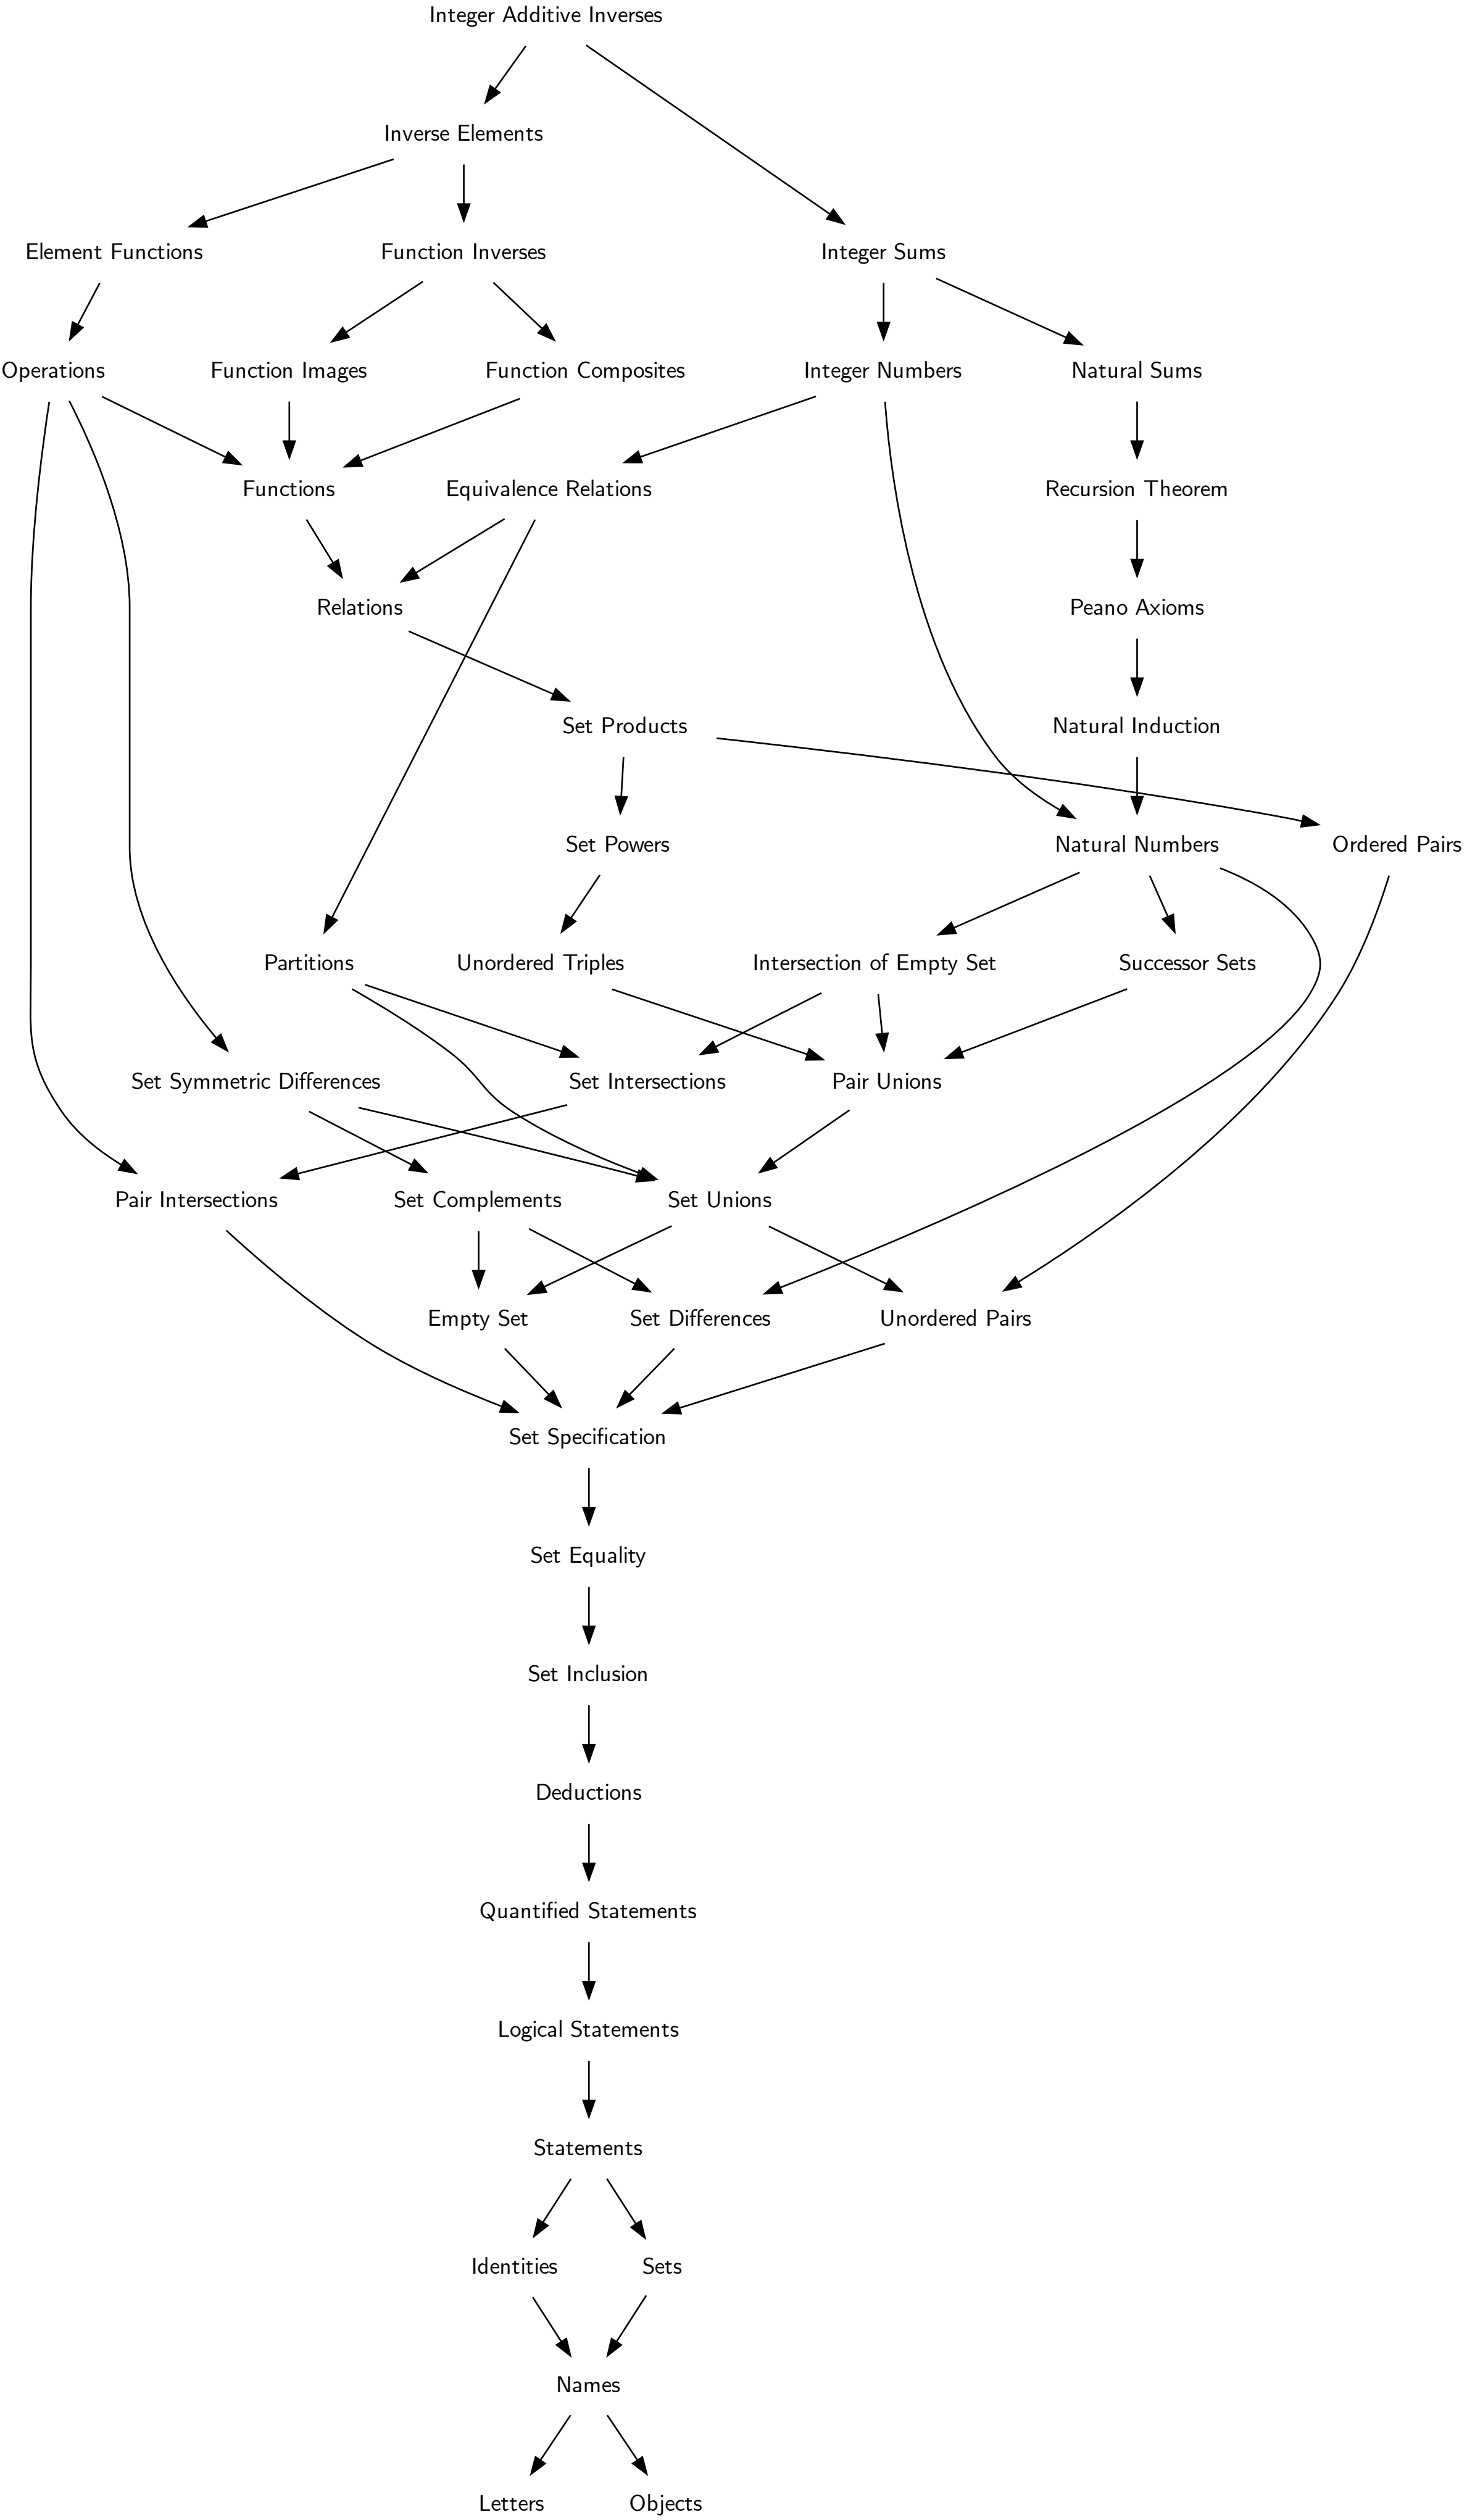 Integer Additive Inverses
Inverse Elements
Element Functions
Function Inverses
Integer Sums
Operations
Function Images
Function Composites
Integer Numbers
Natural Sums
Functions
Equivalence Relations
Recursion Theorem
Relations
Peano Axioms
Set Products
Natural Induction
Set Powers
Natural Numbers
Ordered Pairs
Partitions
Unordered Triples
Intersection of Empty Set
Successor Sets
Set Symmetric Differences
Set Intersections
Pair Unions
Pair Intersections
Set Complements
Set Unions
Empty Set
Set Differences
Unordered Pairs
Set Specification
Set Equality
Set Inclusion
Deductions
Quantified Statements
Logical Statements
Statements
Identities
Sets
Names
Letters
Objects